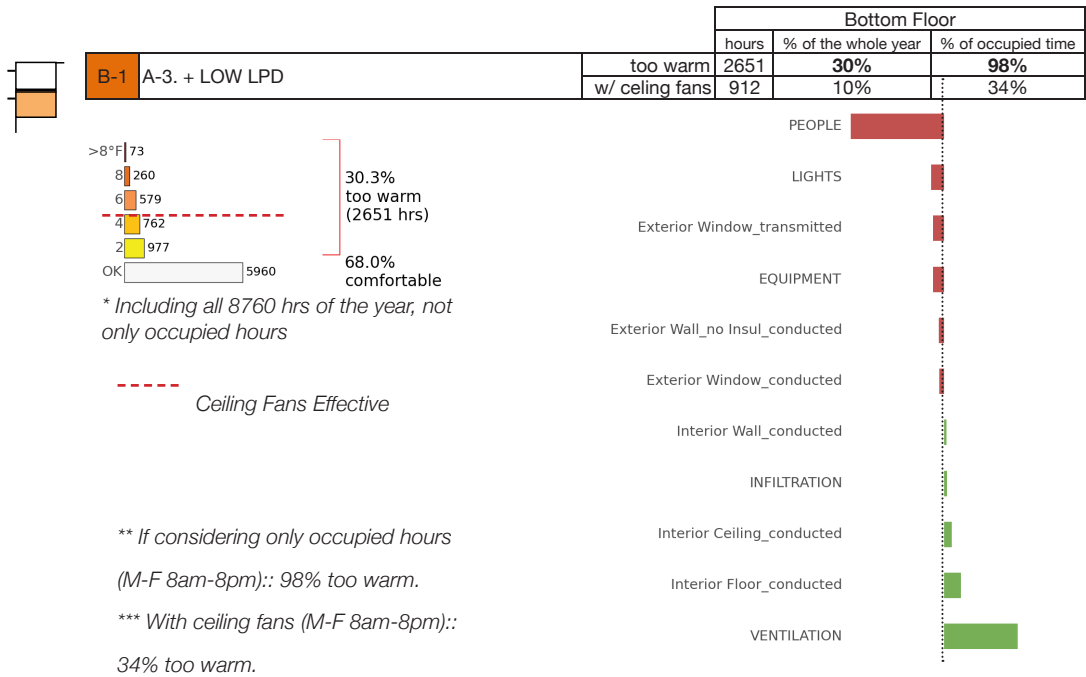 Bottom Floor
hours % of the whole year % of occupied time
B-1 A-3. + LOW LPD too warm 2651 30% 98%
w/ celing fans 912 10% 34%
>8°F 73
8 260
6 579
4 762
2 977
OK 5960
30.3%
too warm
(2651 hrs)
68.0%
comfortable
* Including all 8760 hrs of the year, not
only occupied hours
Ceiling Fans Effective
** If considering only occupied hours
(M-F 8am-8pm):: 98% too warm.
*** With ceiling fans (M-F 8am-8pm)::
34% too warm.
PEOPLE
LIGHTS
Exterior Window_transmitted
EQUIPMENT
Exterior Wall_no Insul_conducted
Exterior Window_conducted
Interior Wall_conducted
INFILTRATION
Interior Ceiling_conducted
Interior Floor_conducted
VENTILATION